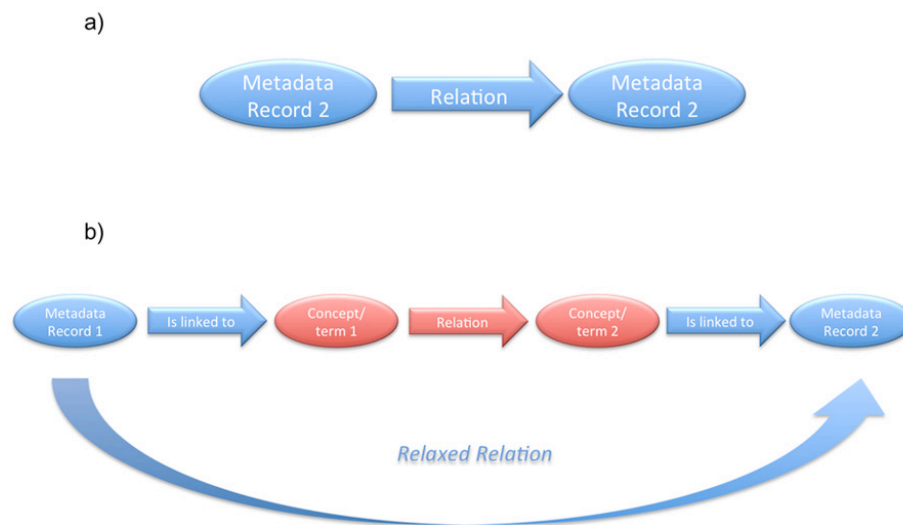 a)
Metadata
Record 2
Relation
Metadata
Record 2
b)
Metadata
Record 1
Is linked to
Concept/
term 1
Relation
Concept/
term 2
Is linked to
Metadata
Record 2
Relaxed Relation